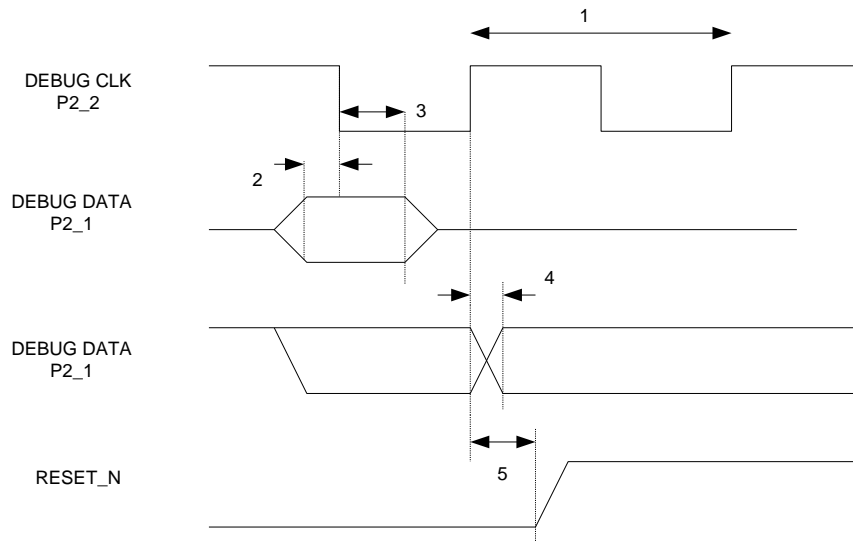 1
DEBUG CLK
P2_2
3
2
DEBUG DATA
P2_1
4
DEBUG DATA
P2_1
5
RESET_N